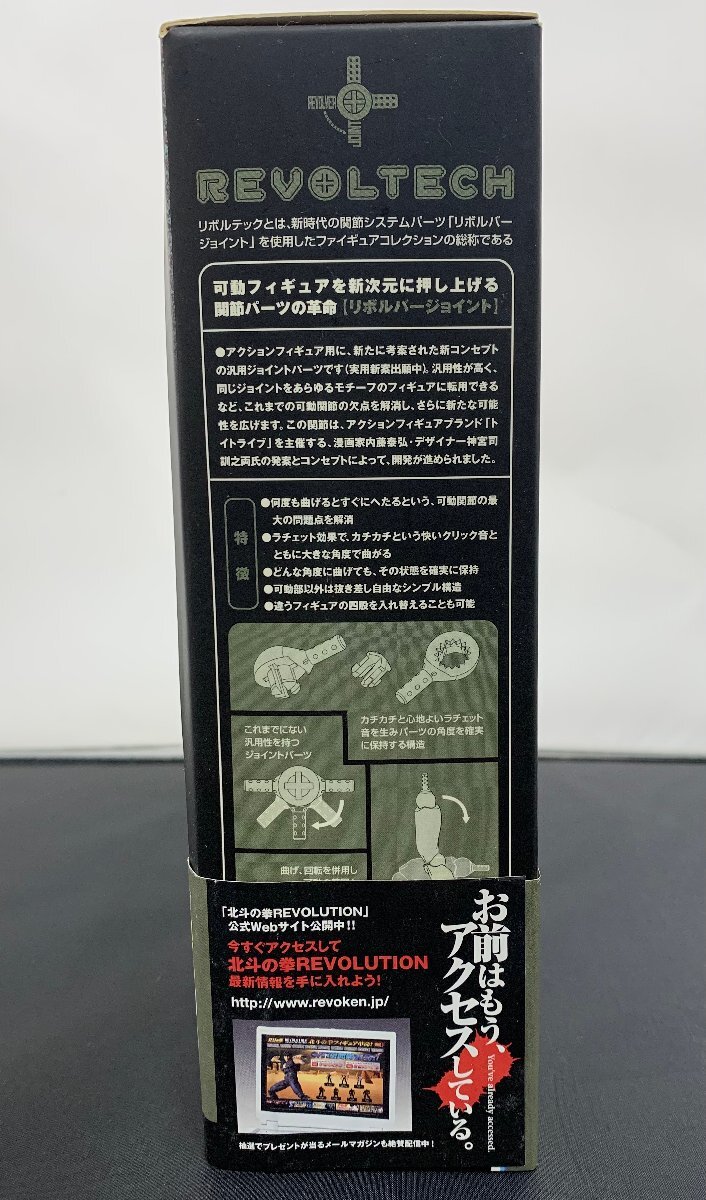 REVOLVER
JOINT
REVOLTECH
リボルテックとは、新時代の関節システムパーツ「リボルバー
ジョイント」を使用したファイギュアコレクションの総称である
可動フィギュアを新次元に押し上げる
関節パーツの革命［リボルバージョイント］
●アクションフィギュア用に、新たに考案された新コンセプト
の汎用ジョイントパーツです(実用新案出願中)。汎用性が高く、
同じジョイントをあらゆるモチーフのフィギュアに転用できる
など、これまでの可動関節の欠点を解消し、さらに新たな可能
性を広げます。この関節は、アクションフィギュアブランド「ト
イトライブ」を主催する、漫画家内藤泰弘・デザイナー神宮司
訓之両氏の発案とコンセプトによって、開発が進められました。
特徴
●何度も曲げるとすぐにへたるという、可動関節の最
大の問題点を解消
●ラチェット効果で、カチカチという快いクリック音と
ともに大きな角度で曲がる
●どんな角度に曲げても、その状態を確実に保持
●可動部以外は抜き差し自由なシンプル構造
●違うフィギュアの四肢を入れ替えることも可能
カチカチと心地よいラチェット
音を生みパーツの角度を確実
に保持する構造
これまでにない
汎用性を持つ
ジョイントパーツ
曲げ、回転を併用し
「北斗の拳REVOLUTION」
公式Webサイト公開中!!
今すぐアクセスして
北斗の拳REVOLUTION
最新情報を手に入れよう!
http://www.revoken.jp/
抽選でプレゼントが当るメールマガジンも絶賛配信中!
お前はもう、
アクセスしている。
You've already accessed.